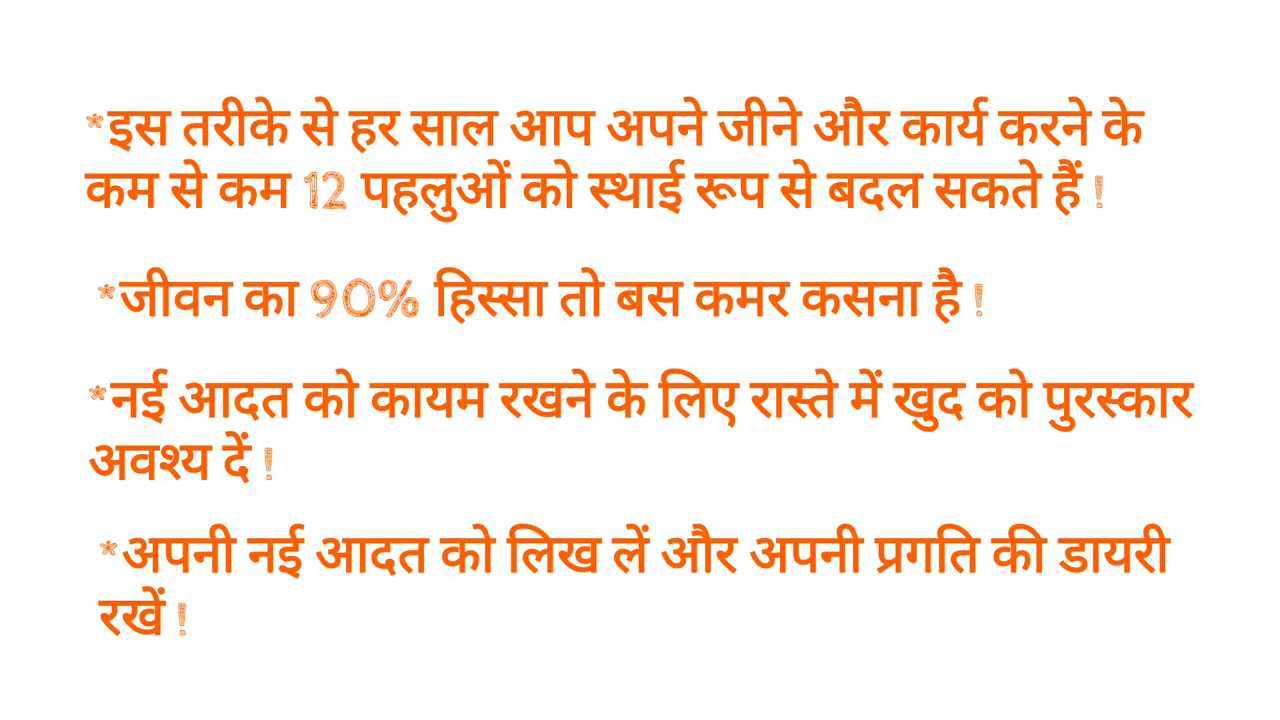 *इस तरीके से हर साल आप अपने जीने और कार्य करने के
कम से कम 12 पहलुओं को स्थाई रूप से बदल सकते हैं !
*जीवन का 90% हिस्सा तो बस कमर कसना है !
*नई आदत को कायम रखने के लिए रास्ते में खुद को पुरस्कार
अवश्य दें !
*अपनी नई आदत को लिख लें और अपनी प्रगति की डायरी
रखें !